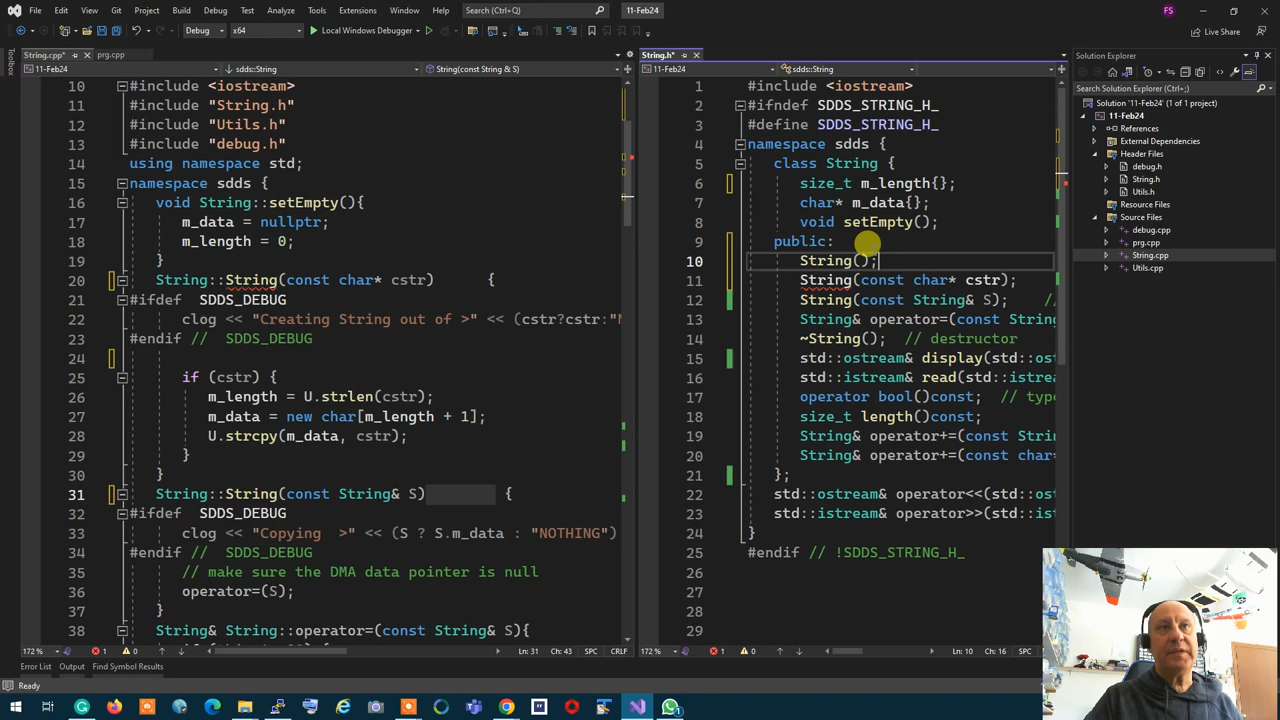 File Edit View Git Project Build Debug Test Analyze Tools Extensions Window Help Search (Ctrl+Q) 11-Feb24 FS
Debug x64 Local Windows Debugger Live Share
Toolbox
String.cpp* prg.cpp
11-Feb24 sdds::String String(const String & S)
10 #include <iostream>
11 #include "String.h"
12 #include "Utils.h"
13 #include "debug.h"
14 using namespace std;
15 namespace sdds {
16 void String::setEmpty(){
17 m_data = nullptr;
18 m_length = 0;
19 }
20 String::String(const char* cstr) {
21 #ifdef SDDS_DEBUG
22 clog << "Creating String out of >" << (cstr?cstr:"N
23 #endif // SDDS_DEBUG
24
25 if (cstr) {
26 m_length = U.strlen(cstr);
27 m_data = new char[m_length + 1];
28 U.strcpy(m_data, cstr);
29 }
30 }
31 String::String(const String& S) {
32 #ifdef SDDS_DEBUG
33 clog << "Copying >" << (S ? S.m_data : "NOTHING")
34 #endif // SDDS_DEBUG
35 // make sure the DMA data pointer is null
36 operator=(S);
37 }
38 String& String::operator=(const String& S){
172 % 1 0 Ln: 31 Ch: 43 SPC CRLF
String.h*
11-Feb24 sdds::String
1 #include <iostream>
2 #ifndef SDDS_STRING_H_
3 #define SDDS_STRING_H_
4 namespace sdds {
5 class String {
6 size_t m_length{};
7 char* m_data{};
8 void setEmpty();
9 public:
10 String();
11 String(const char* cstr);
12 String(const String& S); //
13 String& operator=(const String
14 ~String(); // destructor
15 std::ostream& display(std::ost
16 std::istream& read(std::istrea
17 operator bool()const; // type
18 size_t length()const;
19 String& operator+=(const Strin
20 String& operator+=(const char*
21 };
22 std::ostream& operator<<(std::ost
23 std::istream& operator>>(std::ist
24 }
25 #endif // !SDDS_STRING_H_
26
27
28
29
172 % 1 0 Ln: 10 Ch: 16 SPC
Solution Explorer
Search Solution Explorer (Ctrl+;)
Solution '11-Feb24' (1 of 1 project)
11-Feb24
References
External Dependencies
Header Files
debug.h
String.h
Utils.h
Resource Files
Source Files
debug.cpp
prg.cpp
String.cpp
Utils.cpp
Error List Output Find Symbol Results
Ready